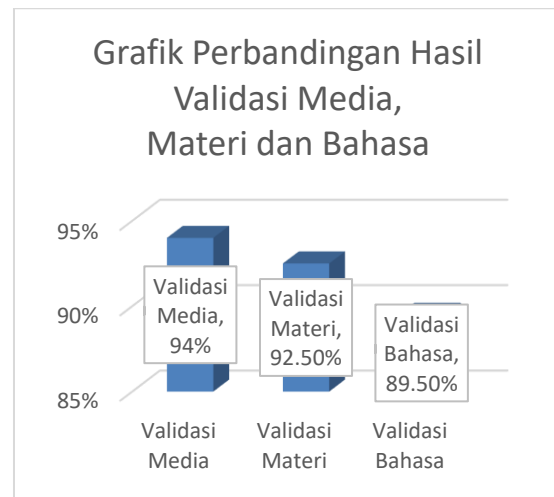 Grafik Perbandingan Hasil
Validasi Media,
Materi dan Bahasa
95%
90%
85%
Validasi
Media,
94%
Validasi
Materi,
92.50%
Validasi
Bahasa,
89.50%
Validasi
Media
Validasi
Materi
Validasi
Bahasa